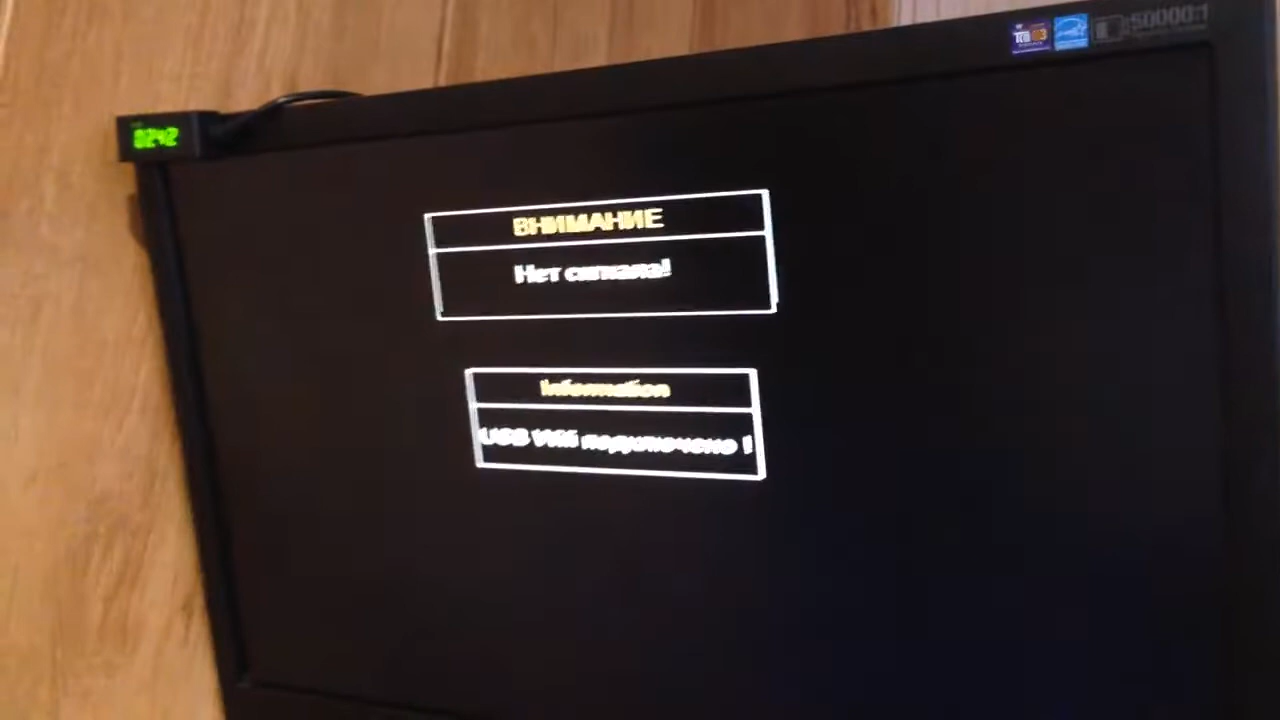 50000:1
0242
ВНИМАНИЕ
Нет сигнала!
Information
USB Wifi подключено !